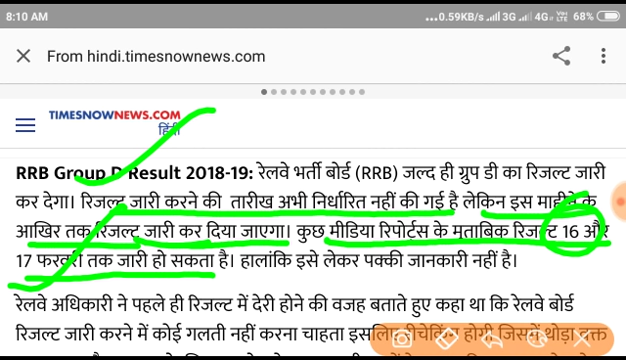 8:10 AM
...0.59KB/s 3G 4G VoLTE 68%
From hindi.timesnownews.com
TIMESNOWNEWS.COM
हिंदी
RRB Group D Result 2018-19: रेलवे भर्ती बोर्ड (RRB) जल्द ही ग्रुप डी का रिजल्ट जारी
कर देगा। रिजल्ट जारी करने की तारीख अभी निर्धारित नहीं की गई है लेकिन इस माहीने के
आखिर तक रिजल्ट जारी कर दिया जाएगा। कुछ मीडिया रिपोर्ट्स के मुताबिक रिजल्ट 16 और
17 फरवरी तक जारी हो सकता है। हालांकि इसे लेकर पक्की जानकारी नहीं है।
रेलवे अधिकारी ने पहले ही रिजल्ट में देरी होने की वजह बताते हुए कहा था कि रेलवे बोर्ड
रिजल्ट जारी करने में कोई गलती नहीं करना चाहता होगी जिसमें थोड़ा वक्त